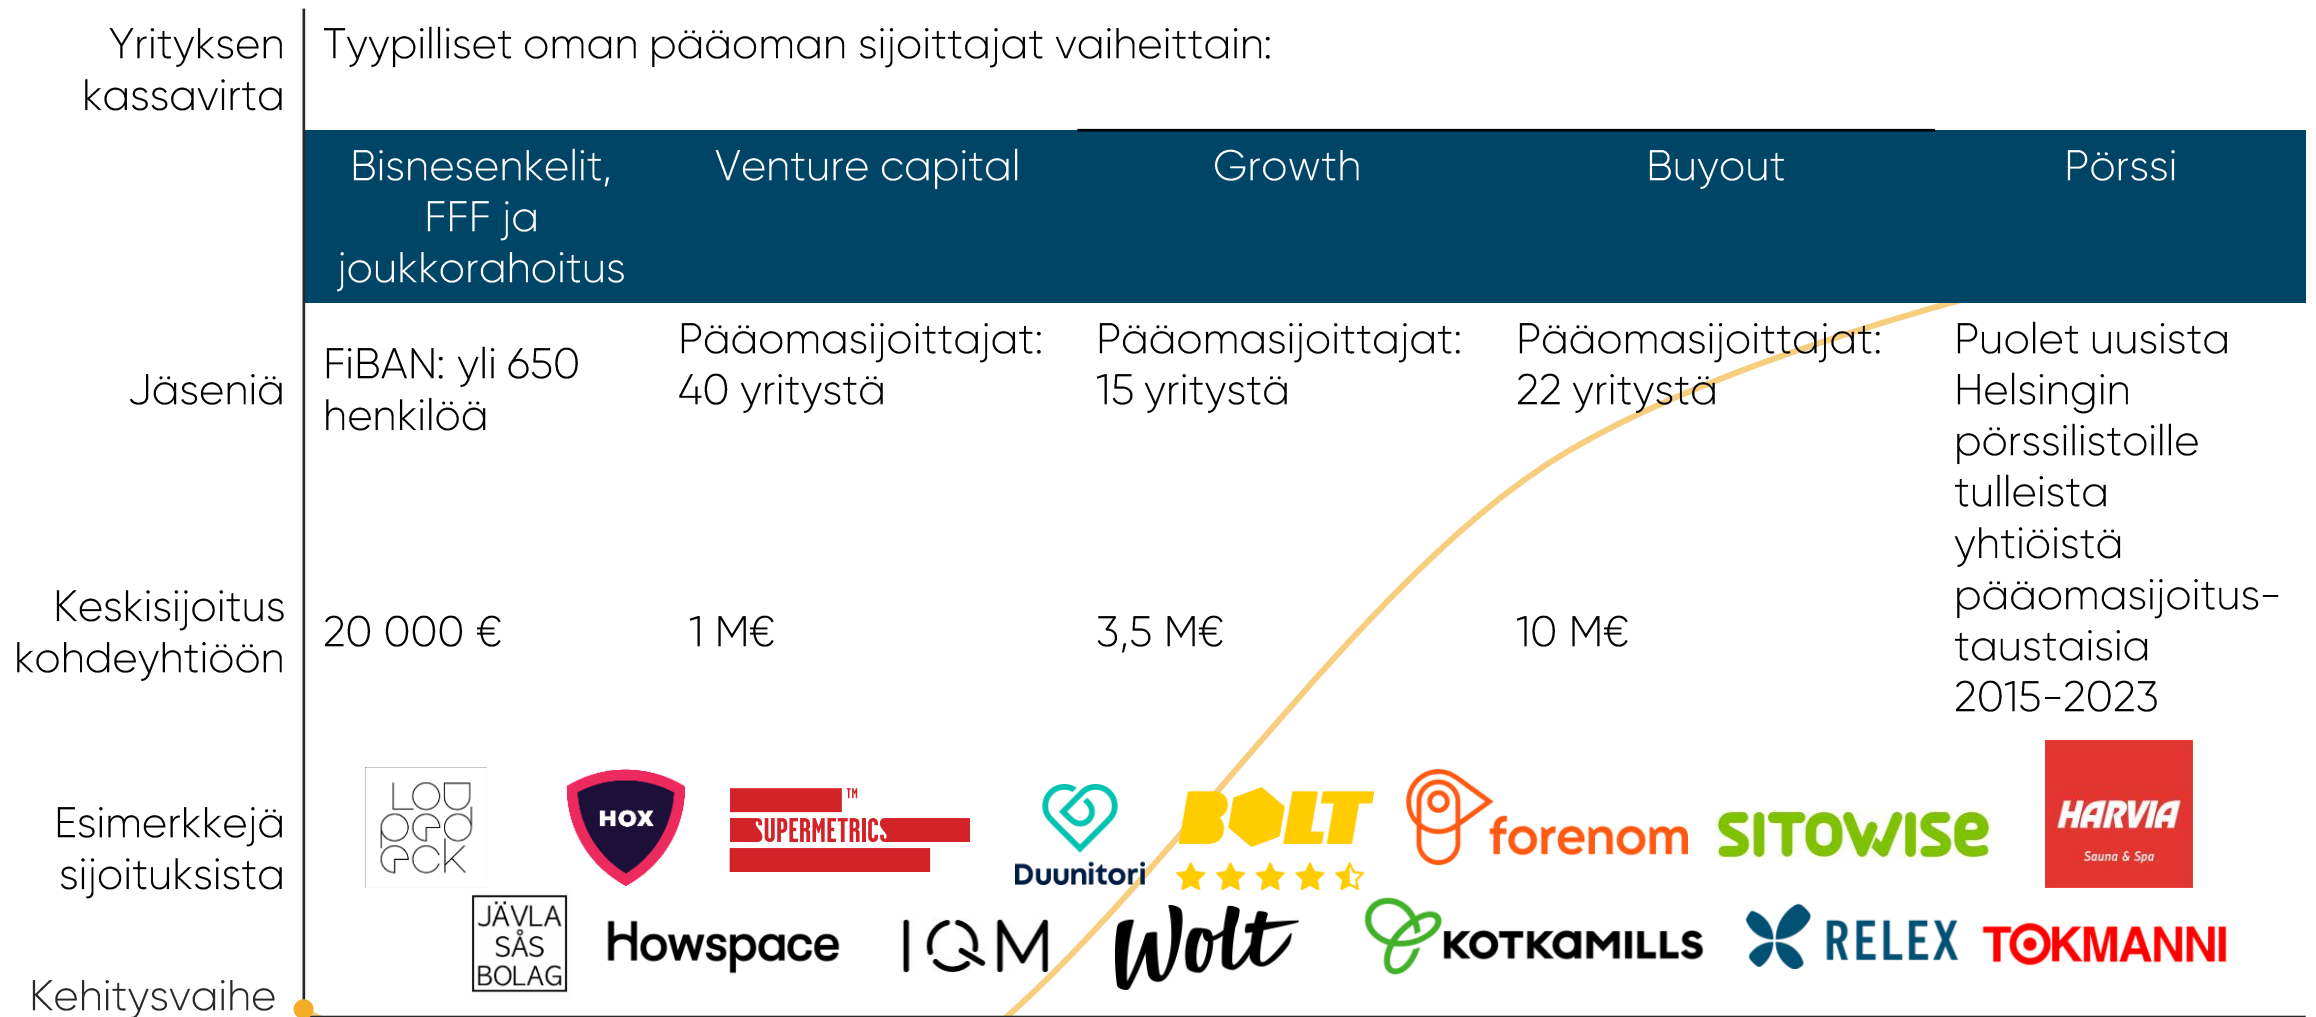 Yrityksen
kassavirta
Tyypilliset oman pääoman sijoittajat vaiheittain:
Bisnesenkelit,
FFF ja
joukkorahoitus
Venture capital
Growth
Buyout
Pörssi
Jäseniä
FiBAN: yli 650
henkilöä
Pääomasijoittajat:
40 yritystä
Pääomasijoittajat:
15 yritystä
Pääomasijoittajat:
22 yritystä
Puolet uusista
Helsingin
pörssilistoille
tulleista
yhtiöistä
pääomasijoitus-
taustaisia
2015-2023
Keskisijoitus
kohdeyhtiöön
20 000 €
1 M€
3,5 M€
10 M€
Esimerkkejä
sijoituksista
LOU
PED
ECK
HOX
SUPERMETRICS™
Duunitori
BOLT
forenom
SITOWISE
HARVIA
Sauna & Spa
JÄVLA
SÅS
BOLAG
Howspace
IQM
Wolt
KOTKAMILLS
RELEX
TOKMANNI
Kehitysvaihe